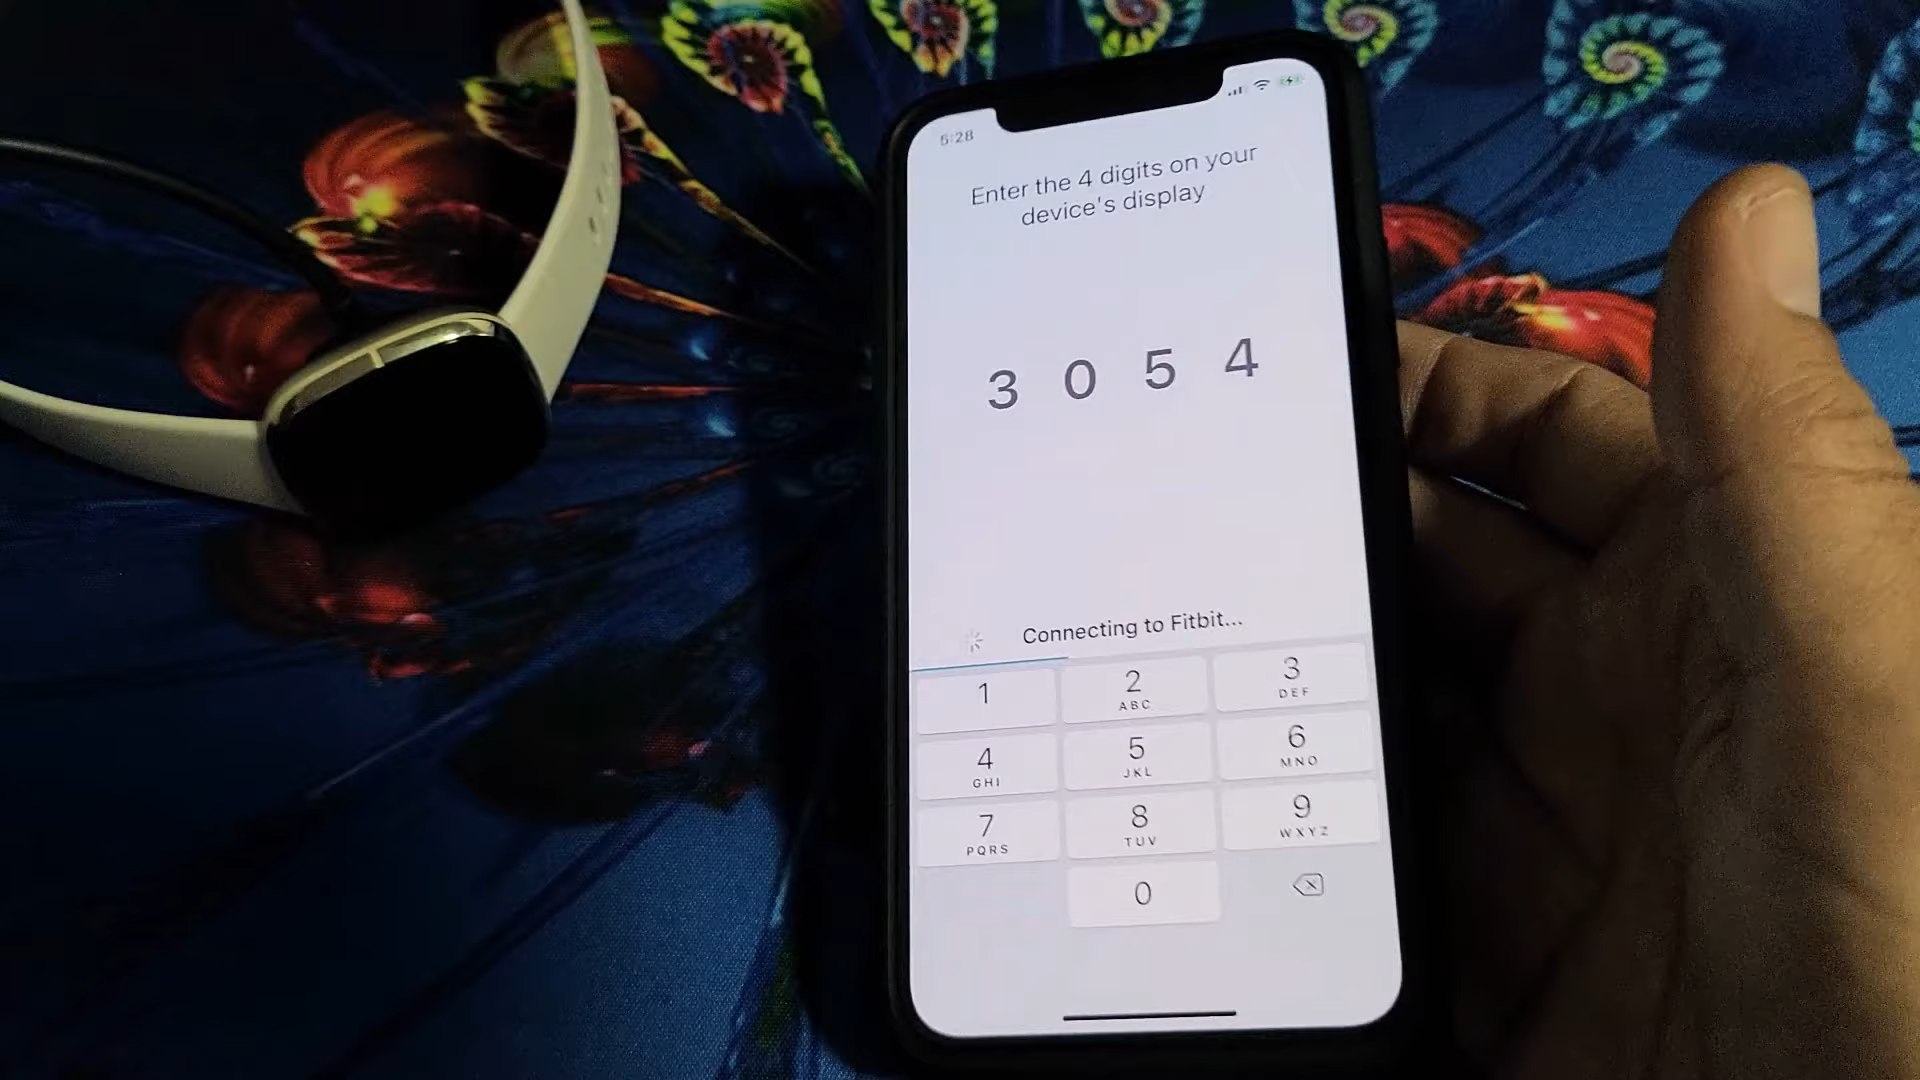 5:28
Enter the 4 digits on your
device's display
3 0 5 4
Connecting to Fitbit...
1 2 3
ABC DEF
4 5 6
GHI JKL MNO
7 8 9
PQRS TUV WXYZ
0